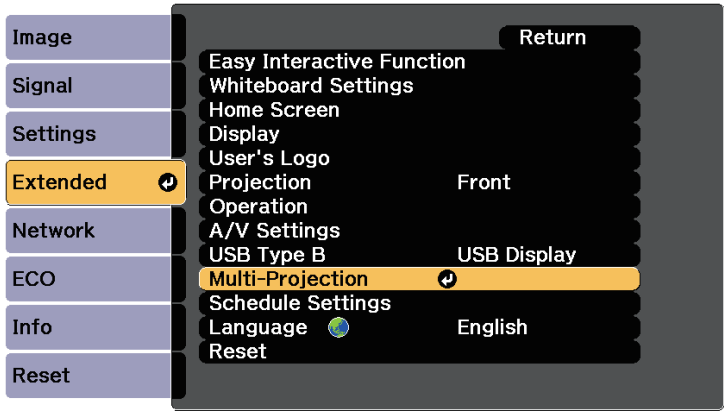 Image
Signal
Settings
Extended
Network
ECO
Info
Reset
Return
Easy Interactive Function
Whiteboard Settings
Home Screen
Display
User's Logo
Projection Front
Operation
A/V Settings
USB Type B USB Display
Multi-Projection
Schedule Settings
Language English
Reset